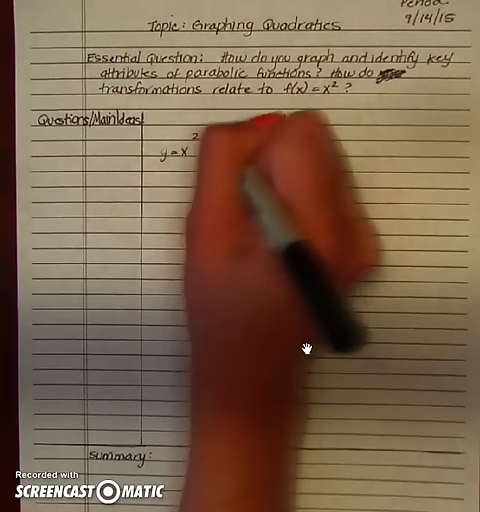 Period
9/14/15
Topic: Graphing Quadratics
Essential Question: How do you graph and identify key
attributes of parabolic functions? How do
transformations relate to f(x) = x²?
Questions/Main Ideas
y = x²
Summary:
Recorded with
SCREENCAST-O-MATIC